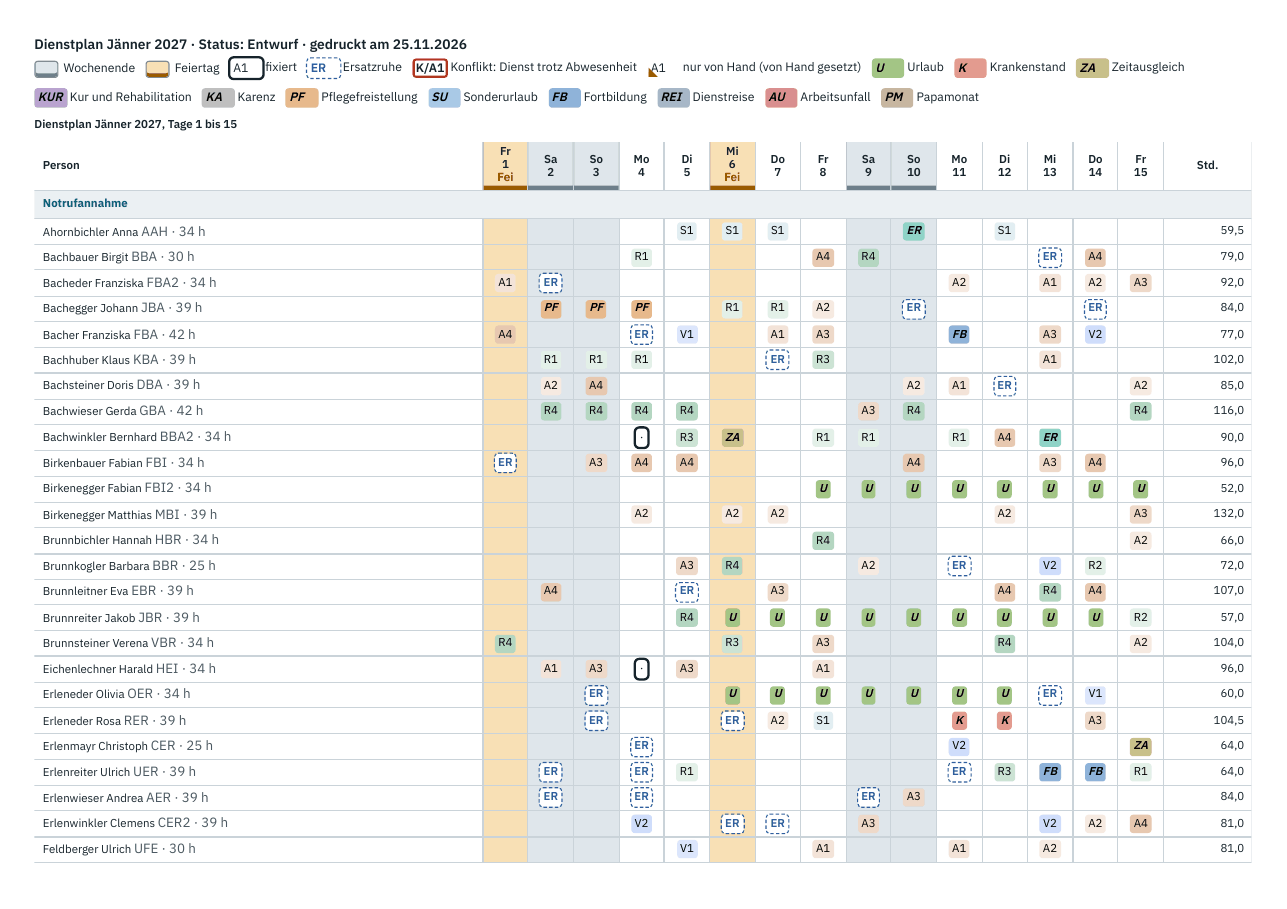 Dienstplan Jänner 2027 · Status: Entwurf · gedruckt am 25.11.2026
Wochenende Feiertag A1 fixiert ER Ersatzruhe K/A1 Konflikt: Dienst trotz Abwesenheit A1 nur von Hand (von Hand gesetzt) U Urlaub K Krankenstand ZA Zeitausgleich
KUR Kur und Rehabilitation KA Karenz PF Pflegefreistellung SU Sonderurlaub FB Fortbildung REI Dienstreise AU Arbeitsunfall PM Papamonat
Dienstplan Jänner 2027, Tage 1 bis 15
Person Fr 1 Fei Sa 2 So 3 Mo 4 Di 5 Mi 6 Fei Do 7 Fr 8 Sa 9 So 10 Mo 11 Di 12 Mi 13 Do 14 Fr 15 Std.
Notrufannahme
Ahornbichler Anna AAH · 34 h S1 S1 S1 ER S1 59,5
Bachbauer Birgit BBA · 30 h R1 A4 R4 ER A4 79,0
Bacheder Franziska FBA2 · 34 h A1 ER A2 A1 A2 A3 92,0
Bachegger Johann JBA · 39 h PF PF PF R1 R1 A2 ER ER 84,0
Bacher Franziska FBA · 42 h A4 ER V1 A1 A3 FB A3 V2 77,0
Bachhuber Klaus KBA · 39 h R1 R1 R1 ER R3 A1 102,0
Bachsteiner Doris DBA · 39 h A2 A4 A2 A1 ER A2 85,0
Bachwieser Gerda GBA · 42 h R4 R4 R4 R4 A3 R4 R4 116,0
Bachwinkler Bernhard BBA2 · 34 h · R3 ZA R1 R1 R1 A4 ER 90,0
Birkenbauer Fabian FBI · 34 h ER A3 A4 A4 A4 A3 A4 96,0
Birkenegger Fabian FBI2 · 34 h U U U U U U U U 52,0
Birkenegger Matthias MBI · 39 h A2 A2 A2 A2 A3 132,0
Brunnbichler Hannah HBR · 34 h R4 A2 66,0
Brunnkogler Barbara BBR · 25 h A3 R4 A2 ER V2 R2 72,0
Brunnleitner Eva EBR · 39 h A4 ER A3 A4 R4 A4 107,0
Brunnreiter Jakob JBR · 39 h R4 U U U U U U U U U R2 57,0
Brunnsteiner Verena VBR · 34 h R4 R3 A3 R4 A2 104,0
Eichenlechner Harald HEI · 34 h A1 A3 · A3 A1 96,0
Erleneder Olivia OER · 34 h ER U U U U U U U ER V1 60,0
Erleneder Rosa RER · 39 h ER ER A2 S1 K K A3 104,5
Erlenmayr Christoph CER · 25 h ER V2 ZA 64,0
Erlenreiter Ulrich UER · 39 h ER ER R1 ER R3 FB FB R1 64,0
Erlenwieser Andrea AER · 39 h ER ER ER A3 84,0
Erlenwinkler Clemens CER2 · 39 h V2 ER ER A3 V2 A2 A4 81,0
Feldberger Ulrich UFE · 30 h V1 A1 A1 A2 81,0